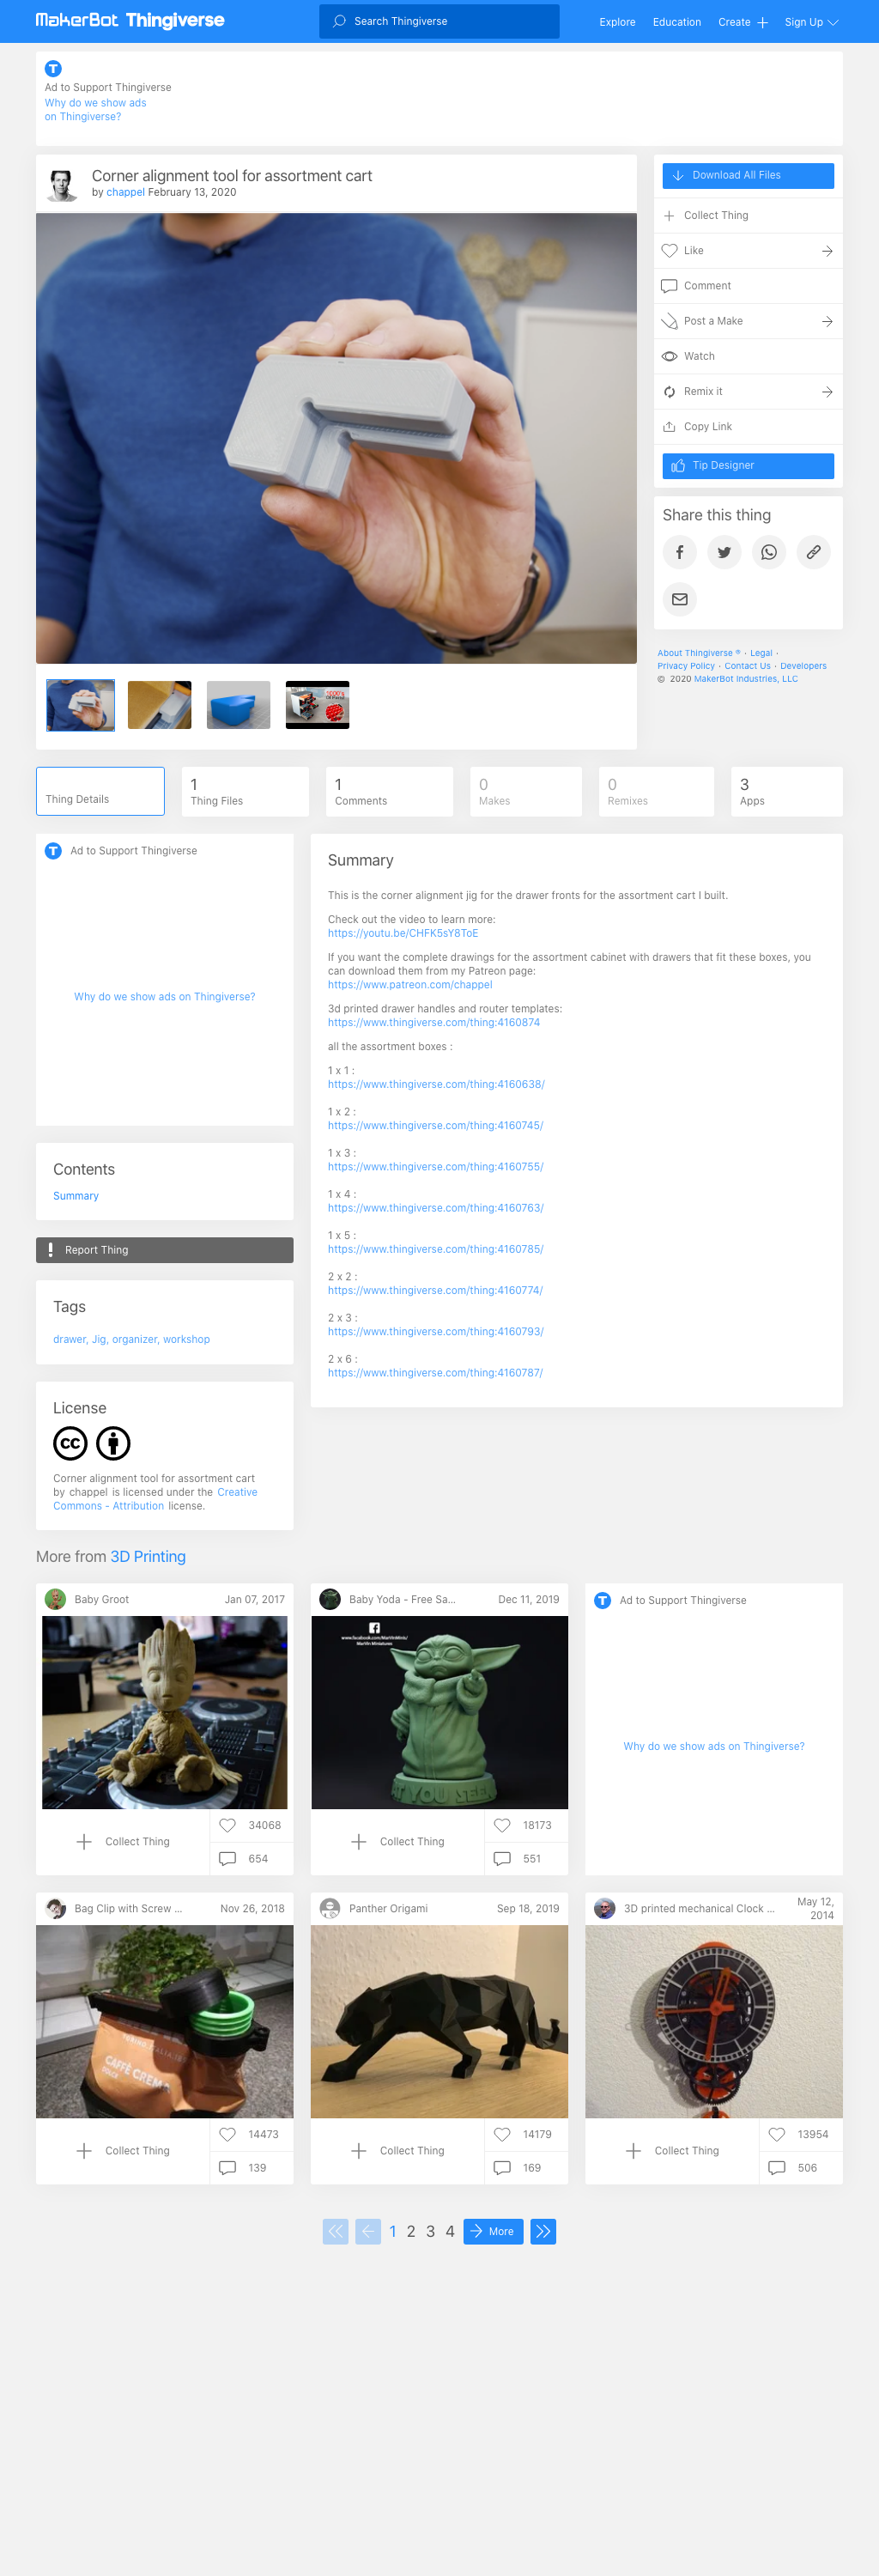 MakerBot Thingiverse
Search Thingiverse
Explore
Education
Create
Sign Up
Ad to Support Thingiverse
Why do we show ads
on Thingiverse?
Corner alignment tool for assortment cart
by chappel February 13, 2020
Download All Files
Collect Thing
Like
Comment
Post a Make
Watch
Remix it
Copy Link
Tip Designer
Share this thing
About Thingiverse ® · Legal ·
Privacy Policy · Contact Us · Developers
© 2020 MakerBot Industries, LLC
Thing Details
1
Thing Files
1
Comments
0
Makes
0
Remixes
3
Apps
Ad to Support Thingiverse
Why do we show ads on Thingiverse?
Contents
Summary
Report Thing
Tags
drawer, Jig, organizer, workshop
License
Corner alignment tool for assortment cart
by chappel is licensed under the Creative
Commons - Attribution license.
Summary
This is the corner alignment jig for the drawer fronts for the assortment cart I built.
Check out the video to learn more:
https://youtu.be/CHFK5sY8ToE
If you want the complete drawings for the assortment cabinet with drawers that fit these boxes, you
can download them from my Patreon page:
https://www.patreon.com/chappel
3d printed drawer handles and router templates:
https://www.thingiverse.com/thing:4160874
all the assortment boxes :
1 x 1 :
https://www.thingiverse.com/thing:4160638/
1 x 2 :
https://www.thingiverse.com/thing:4160745/
1 x 3 :
https://www.thingiverse.com/thing:4160755/
1 x 4 :
https://www.thingiverse.com/thing:4160763/
1 x 5 :
https://www.thingiverse.com/thing:4160785/
2 x 2 :
https://www.thingiverse.com/thing:4160774/
2 x 3 :
https://www.thingiverse.com/thing:4160793/
2 x 6 :
https://www.thingiverse.com/thing:4160787/
More from 3D Printing
Baby Groot
Jan 07, 2017
Collect Thing
34068
654
Baby Yoda - Free Sa...
Dec 11, 2019
Collect Thing
18173
551
Ad to Support Thingiverse
Why do we show ads on Thingiverse?
Bag Clip with Screw ...
Nov 26, 2018
CAFFÈ CREMA
Collect Thing
14473
139
Panther Origami
Sep 18, 2019
Collect Thing
14179
169
3D printed mechanical Clock ...
May 12,
2014
Collect Thing
13954
506
1 2 3 4
More